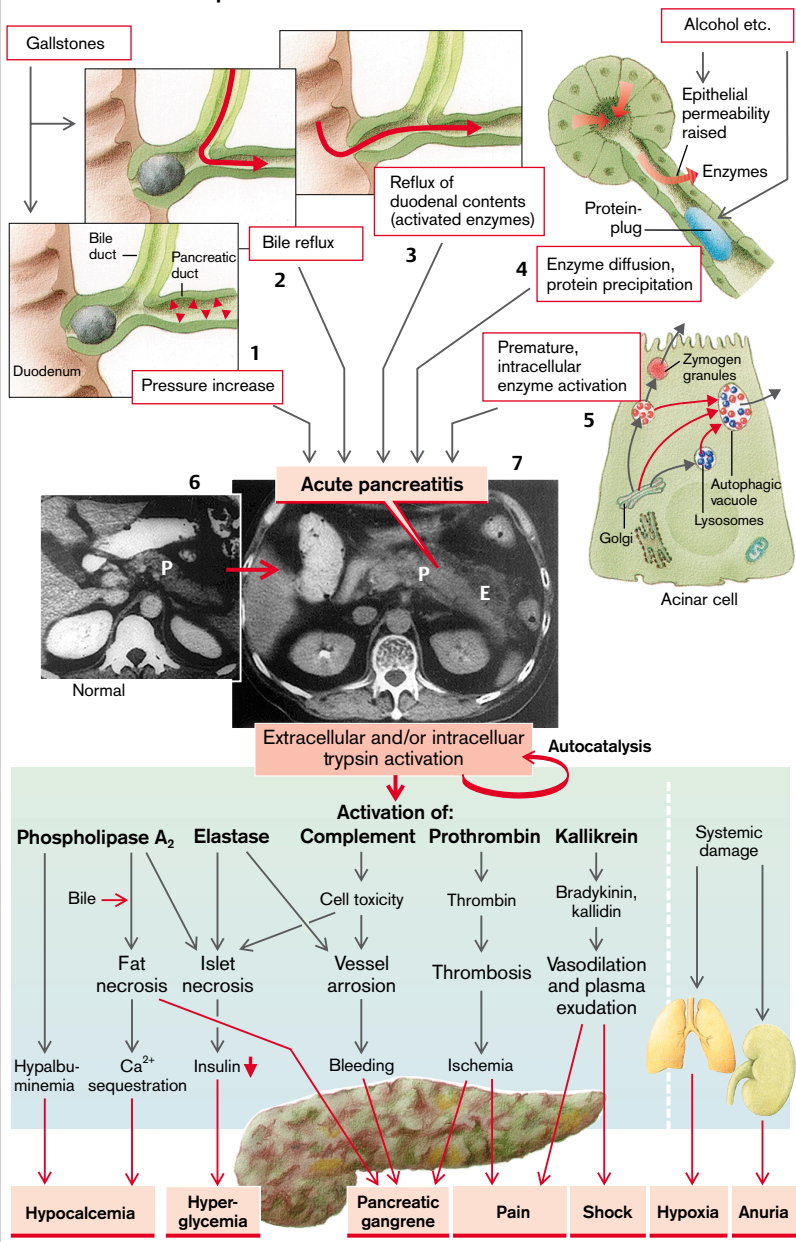 Gallstones
Alcohol etc.
Epithelial
permeability
raised
Enzymes
Protein-
plug
Reflux of
duodenal contents
(activated enzymes)
3
Bile reflux
2
Bile
duct
Pancreatic
duct
Duodenum
1
Pressure increase
4
Enzyme diffusion,
protein precipitation
Premature,
intracellular
enzyme activation
5
Zymogen
granules
Autophagic
vacuole
Lysosomes
Golgi
Acinar cell
6
7
Acute pancreatitis
P
P
E
Normal
Extracellular and/or intracelluar
trypsin activation
Autocatalysis
Activation of:
Phospholipase A₂
Elastase
Complement
Prothrombin
Kallikrein
Systemic
damage
Bile
Cell toxicity
Thrombin
Bradykinin,
kallidin
Fat
necrosis
Islet
necrosis
Vessel
arrosion
Thrombosis
Vasodilation
and plasma
exudation
Hypalbu-
minemia
Ca²⁺
sequestration
Insulin
Bleeding
Ischemia
Hypocalcemia
Hyper-
glycemia
Pancreatic
gangrene
Pain
Shock
Hypoxia
Anuria